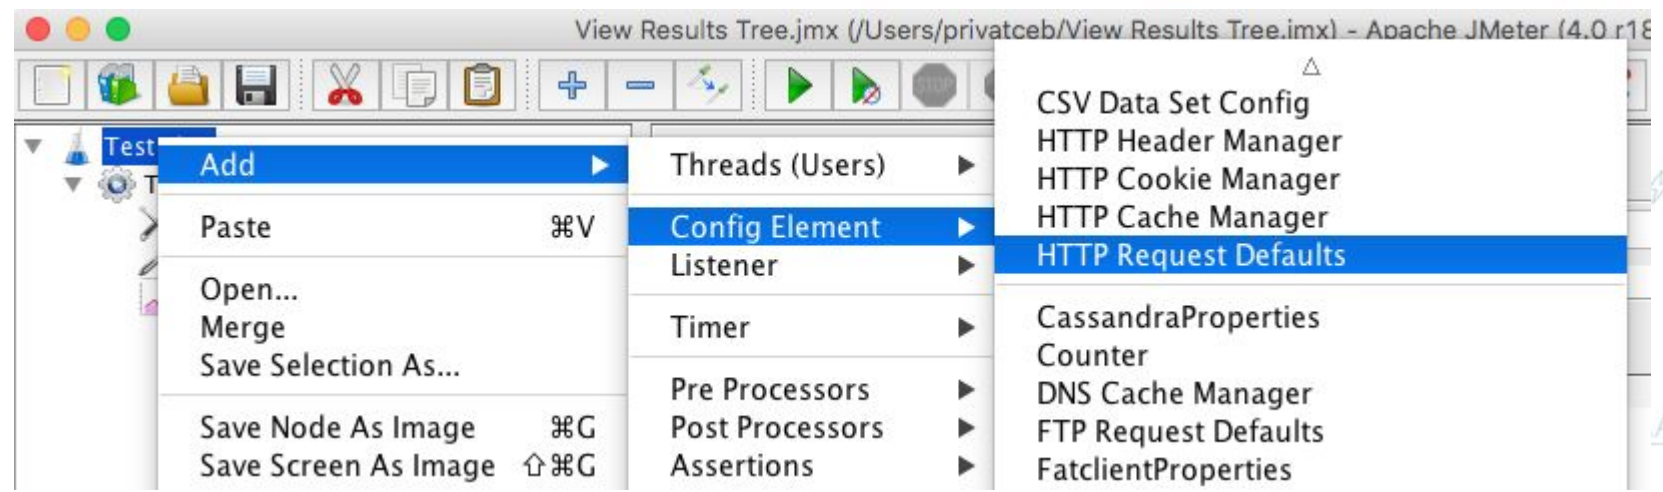 View Results Tree.jmx (/Users/privatceb/View Results Tree.jmx) - Apache JMeter (4.0 r18
STOP
Test
T
Add
Paste ⌘V
Open...
Merge
Save Selection As...
Save Node As Image ⌘G
Save Screen As Image ⇧⌘G
Threads (Users)
Config Element
Listener
Timer
Pre Processors
Post Processors
Assertions
CSV Data Set Config
HTTP Header Manager
HTTP Cookie Manager
HTTP Cache Manager
HTTP Request Defaults
CassandraProperties
Counter
DNS Cache Manager
FTP Request Defaults
FatclientProperties